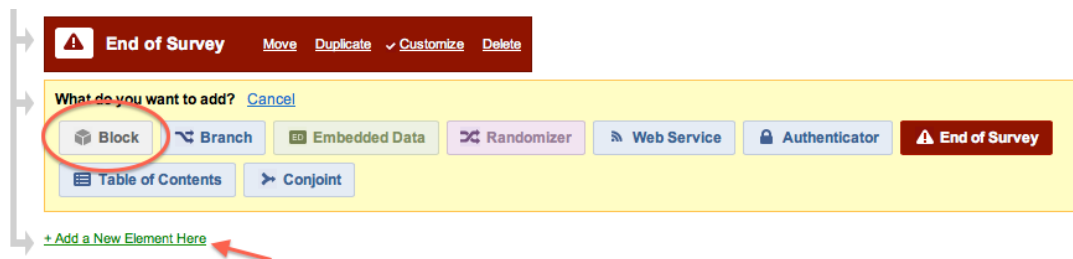 End of Survey Move Duplicate Customize Delete
What do you want to add? Cancel
Block Branch ED Embedded Data Randomizer Web Service Authenticator End of Survey
Table of Contents Conjoint
+ Add a New Element Here